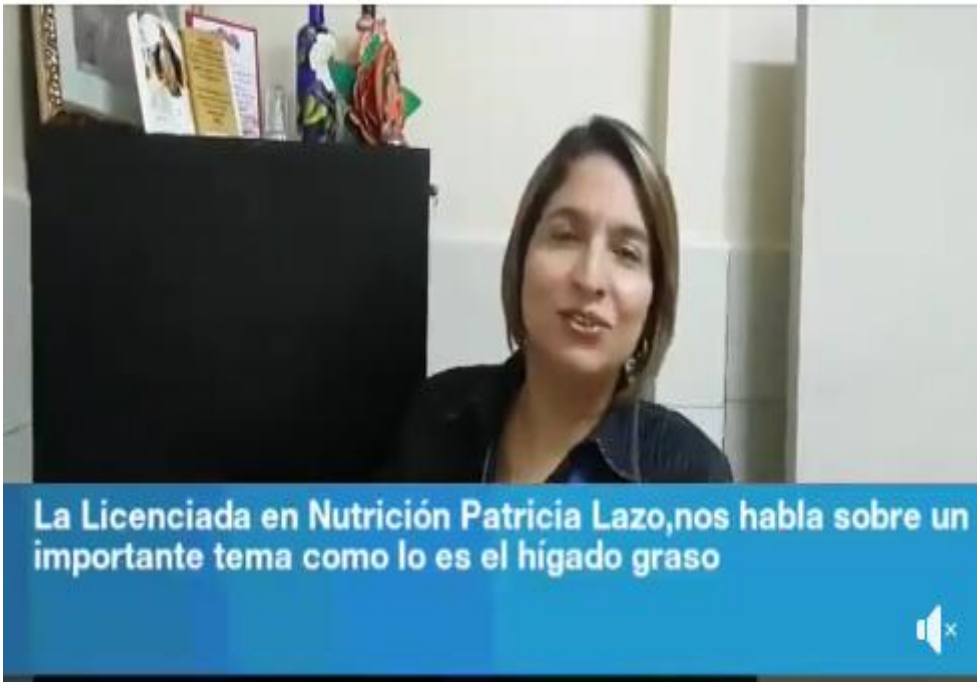 La Licenciada en Nutrición Patricia Lazo,nos habla sobre un
importante tema como lo es el hígado graso